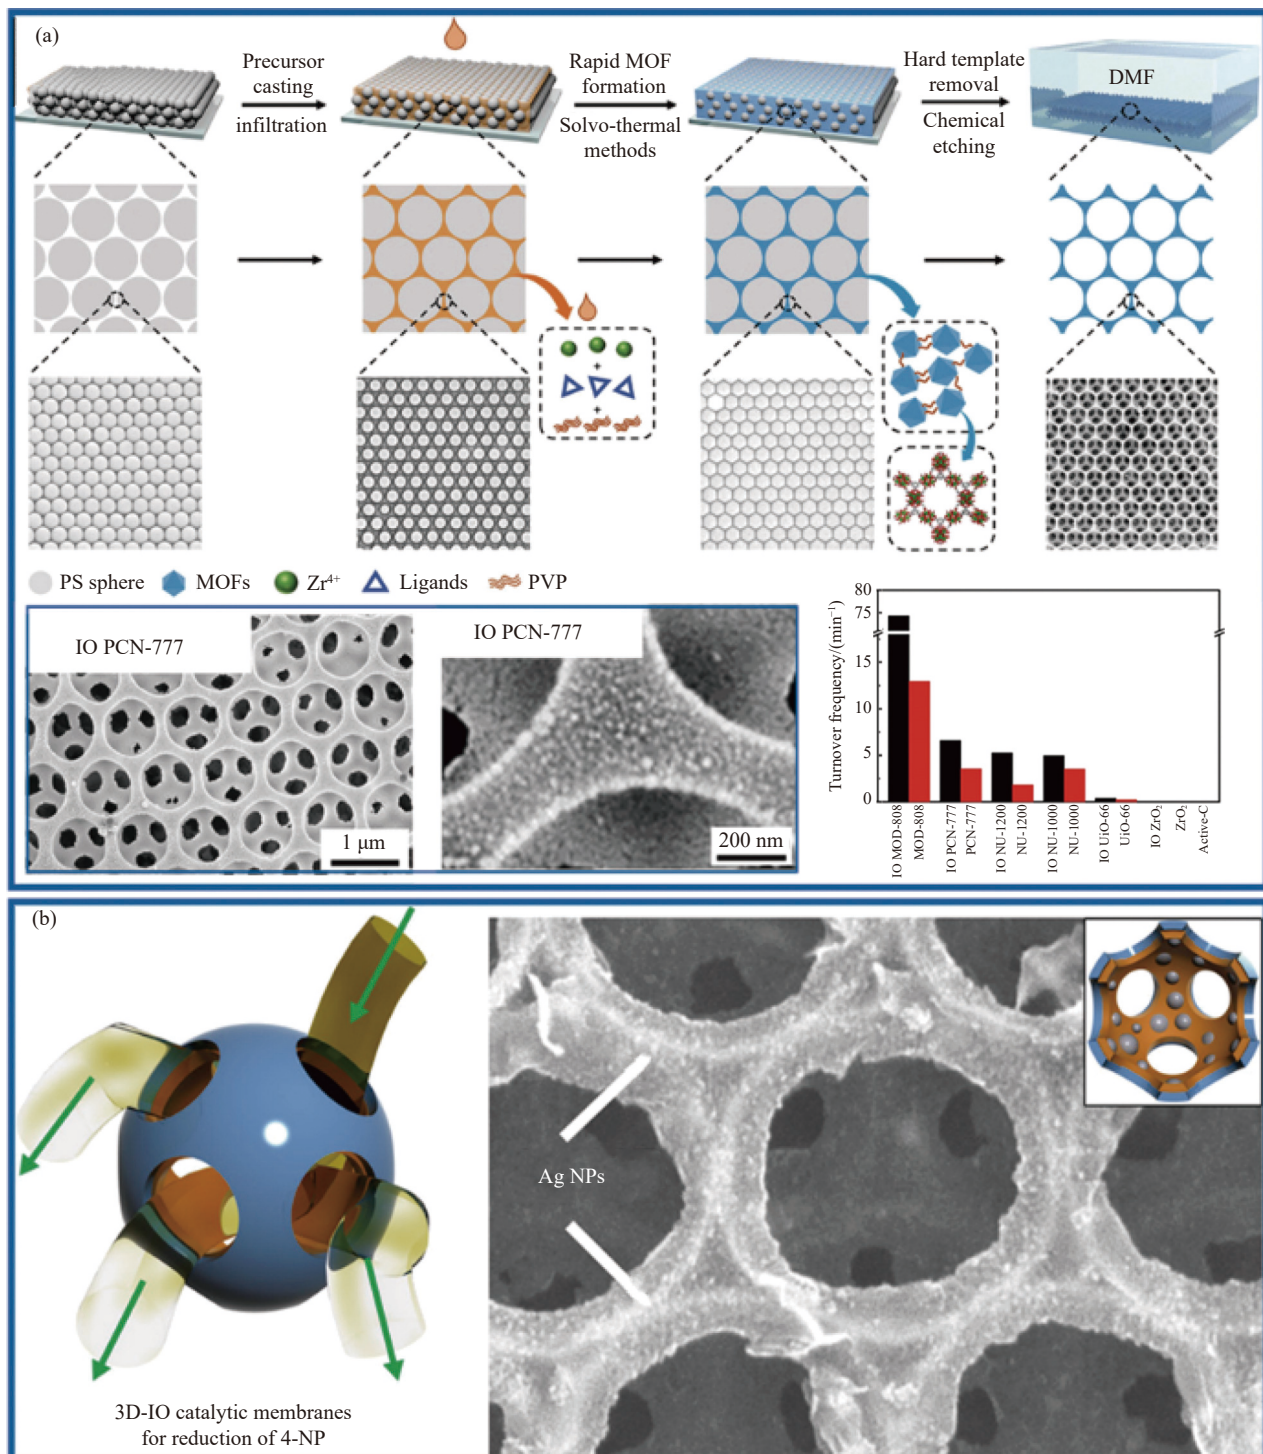 (a)
Precursor
casting
infiltration
Rapid MOF
formation
Solvo-thermal
methods
Hard template
removal
Chemical
etching
DMF
+
+
PS sphere
MOFs
Zr⁴⁺
Ligands
PVP
IO PCN-777
1 μm
IO PCN-777
200 nm
Turnover frequency/(min⁻¹)
80
75
15
10
5
0
IO MOD-808
MOD-808
IO PCN-777
PCN-777
IO NU-1200
NU-1200
IO NU-1000
NU-1000
IO UiO-66
UiO-66
IO ZrO₂
ZrO₂
Active-C
(b)
Ag NPs
3D-IO catalytic membranes
for reduction of 4-NP